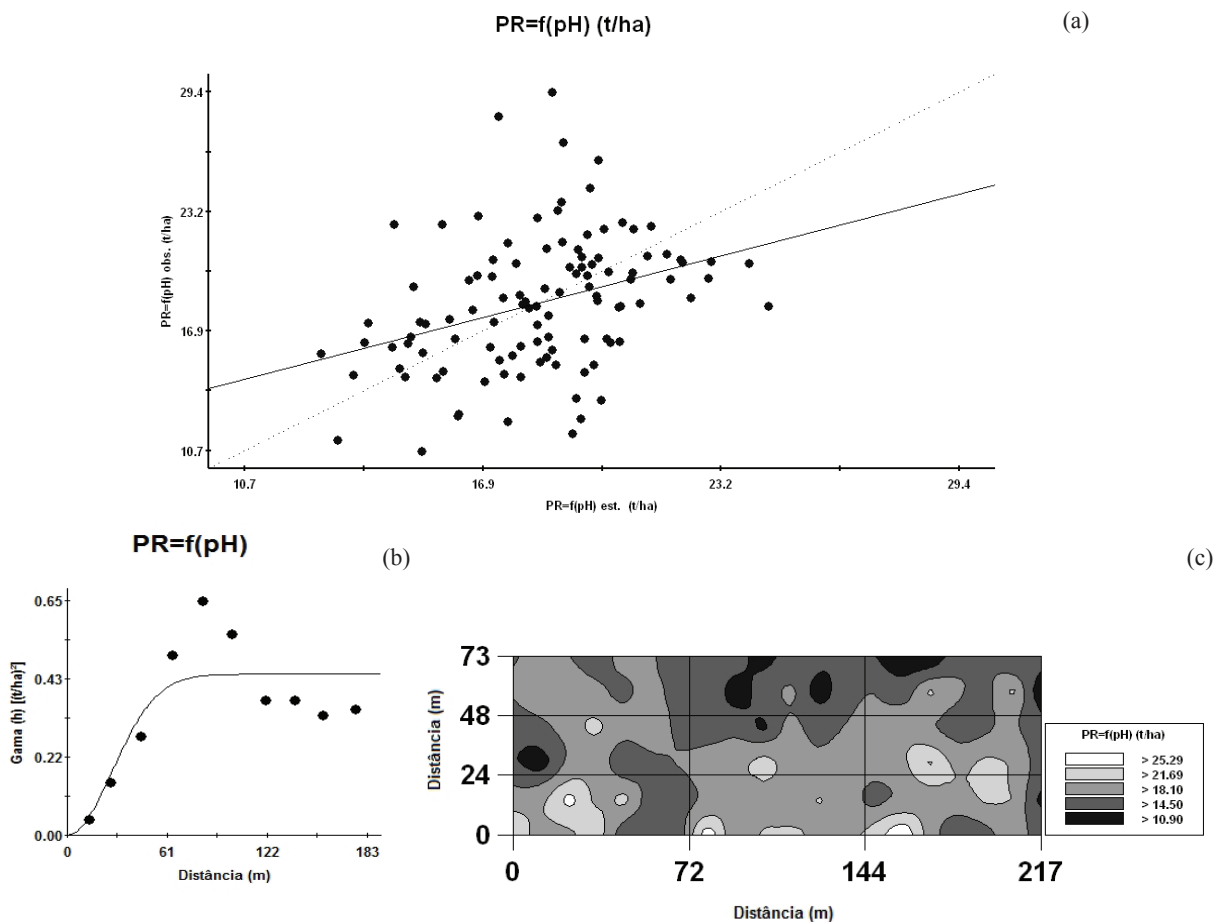 PR=f(pH) (t/ha)
(a)
29.4
23.2
16.9
10.7
PR=f(pH) obs. (t/ha)
10.7 16.9 23.2 29.4
PR=f(pH) est. (t/ha)
PR=f(pH)
(b)
0.65
0.43
0.22
0.00
Gama (h) [(t/ha)²]
0 61 122 183
Distância (m)
(c)
73
48
24
0
Distância (m)
0 72 144 217
Distância (m)
PR=f(pH) (t/ha)
> 25.29
> 21.69
> 18.10
> 14.50
> 10.90